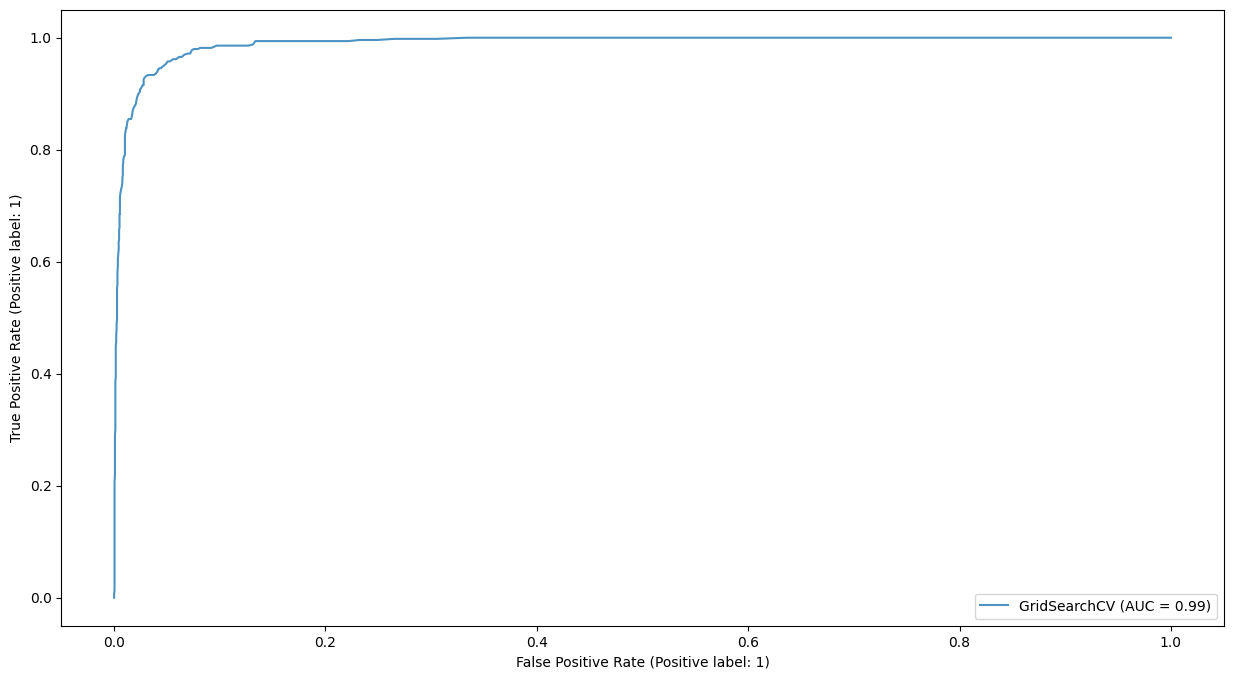 1.0
0.8
0.6
0.4
0.2
0.0
True Positive Rate (Positive label: 1)
GridSearchCV (AUC = 0.99)
0.0 0.2 0.4 0.6 0.8 1.0
False Positive Rate (Positive label: 1)